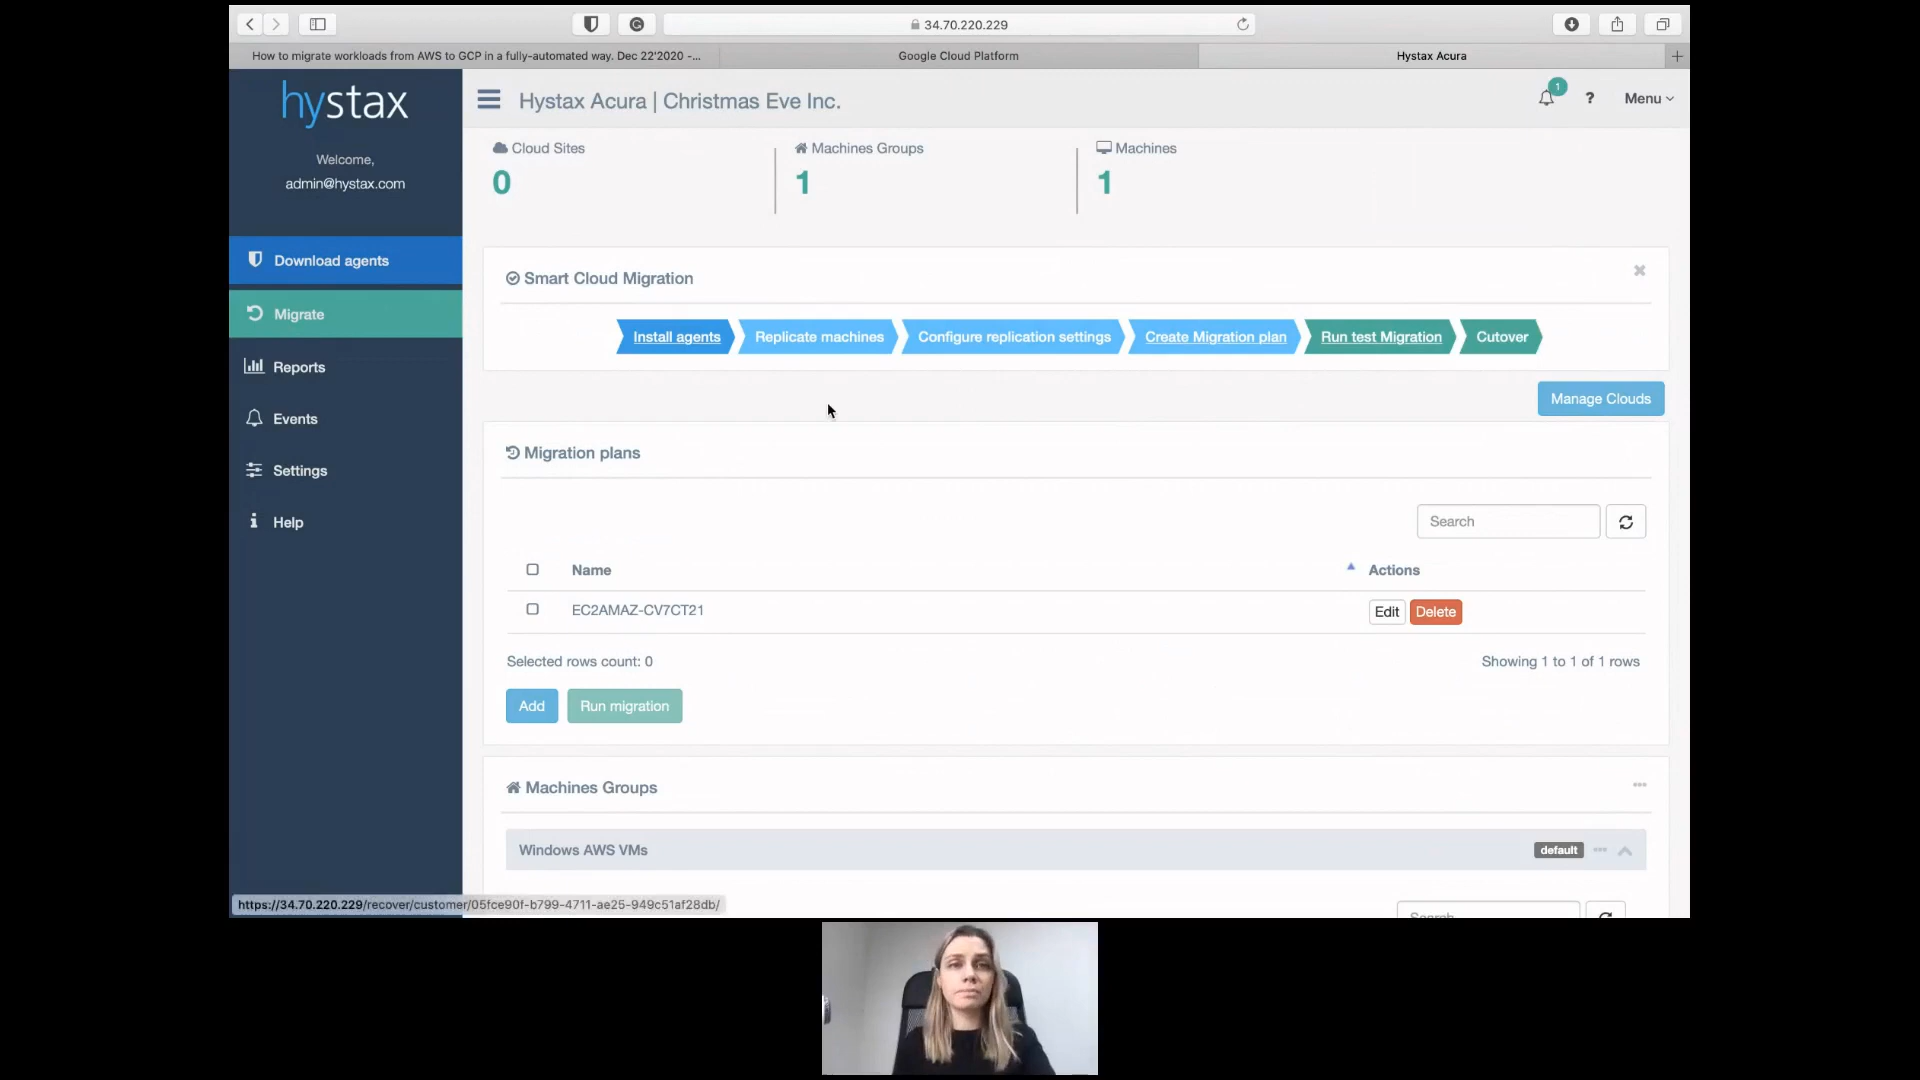 34.70.220.229
How to migrate workloads from AWS to GCP in a fully-automated way. Dec 22'2020 -...
Google Cloud Platform
Hystax Acura
hystax
Welcome,
admin@hystax.com
Download agents
Migrate
Reports
Events
Settings
Help
Hystax Acura | Christmas Eve Inc.
1
?
Menu
Cloud Sites
0
Machines Groups
1
Machines
1
Smart Cloud Migration
Install agents
Replicate machines
Configure replication settings
Create Migration plan
Run test Migration
Cutover
Manage Clouds
Migration plans
Search
Name
Actions
EC2AMAZ-CV7CT21
Edit
Delete
Selected rows count: 0
Showing 1 to 1 of 1 rows
Add
Run migration
Machines Groups
Windows AWS VMs
default
Search
https://34.70.220.229/recover/customer/05fce90f-b799-4711-ae25-949c51af28db/